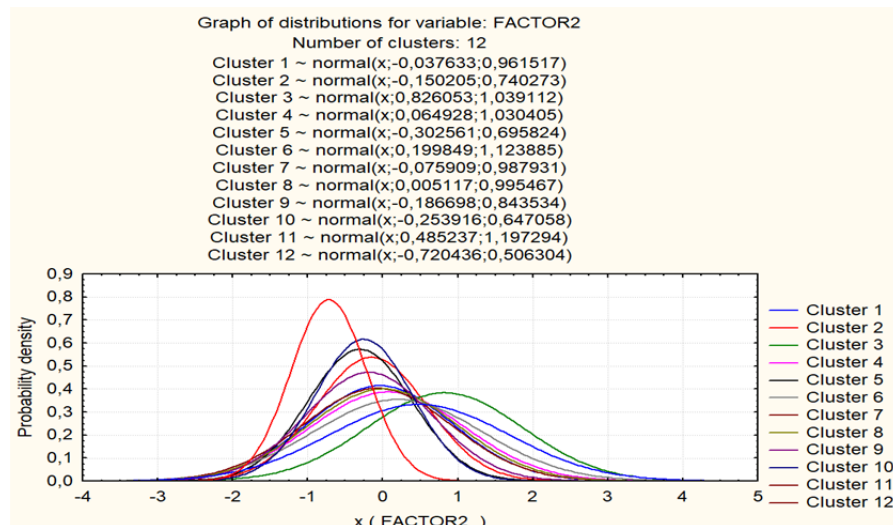 Graph of distributions for variable: FACTOR2
Number of clusters: 12
Cluster 1 ~ normal(x;-0,037633;0,961517)
Cluster 2 ~ normal(x;-0,150205;0,740273)
Cluster 3 ~ normal(x;0,826053;1,039112)
Cluster 4 ~ normal(x;0,064928;1,030405)
Cluster 5 ~ normal(x;-0,302561;0,695824)
Cluster 6 ~ normal(x;0,199849;1,123885)
Cluster 7 ~ normal(x;-0,075909;0,987931)
Cluster 8 ~ normal(x;0,005117;0,995467)
Cluster 9 ~ normal(x;-0,186698;0,843534)
Cluster 10 ~ normal(x;-0,253916;0,647058)
Cluster 11 ~ normal(x;0,485237;1,197294)
Cluster 12 ~ normal(x;-0,720436;0,506304)
0,9
0,8
0,7
0,6
0,5
0,4
0,3
0,2
0,1
0,0
Probability density
-4 -3 -2 -1 0 1 2 3 4 5
x ( FACTOR2 )
Cluster 1
Cluster 2
Cluster 3
Cluster 4
Cluster 5
Cluster 6
Cluster 7
Cluster 8
Cluster 9
Cluster 10
Cluster 11
Cluster 12